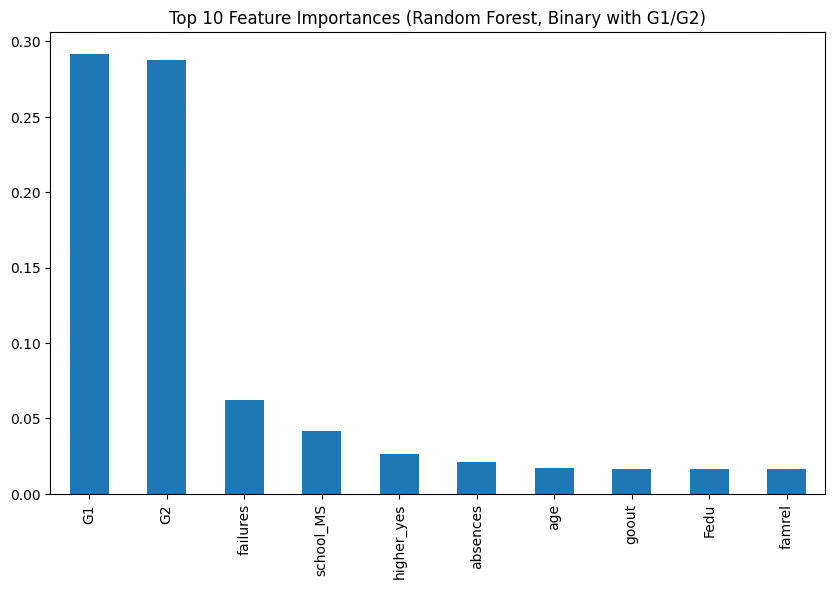 Top 10 Feature Importances (Random Forest, Binary with G1/G2)
0.30
0.25
0.20
0.15
0.10
0.05
0.00
G1
G2
failures
school_MS
higher_yes
absences
age
goout
Fedu
famrel